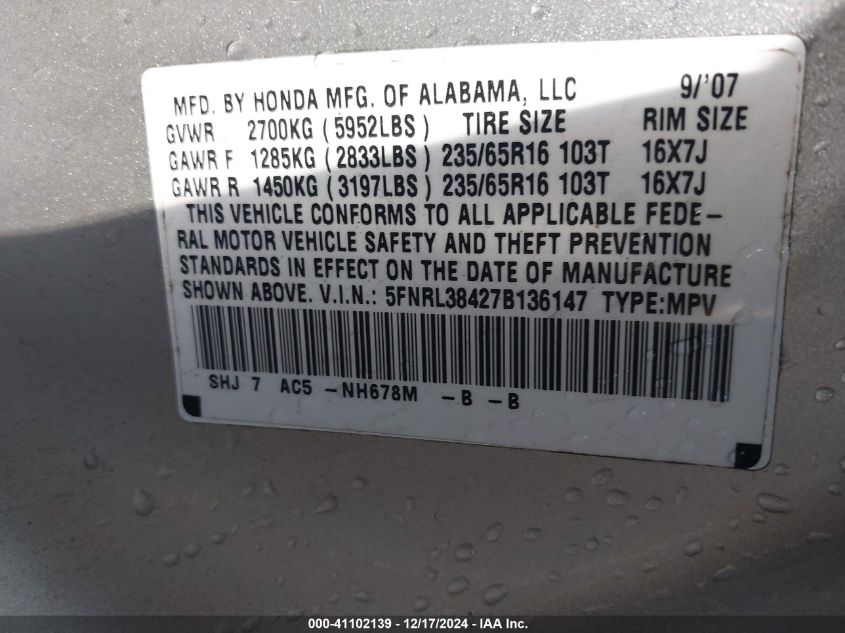 MFD. BY HONDA MFG. OF ALABAMA, LLC 9/'07
GVWR 2700KG (5952LBS) TIRE SIZE RIM SIZE
GAWR F 1285KG (2833LBS) 235/65R16 103T 16X7J
GAWR R 1450KG (3197LBS) 235/65R16 103T 16X7J
THIS VEHICLE CONFORMS TO ALL APPLICABLE FEDE-
RAL MOTOR VEHICLE SAFETY AND THEFT PREVENTION
STANDARDS IN EFFECT ON THE DATE OF MANUFACTURE
SHOWN ABOVE. V.I.N.: 5FNRL38427B136147 TYPE:MPV
SHJ 7 AC5 -NH678M -B -B
000-41102139 - 12/17/2024 - IAAI.com